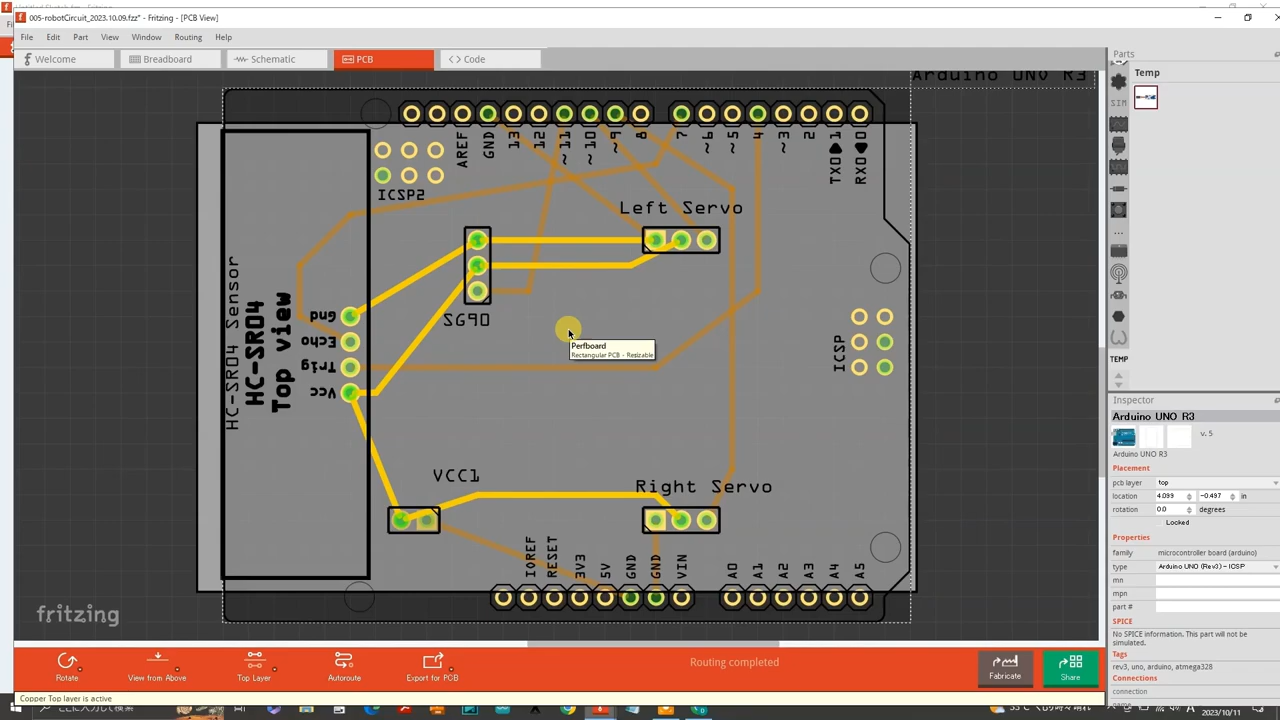 005-robotCircuit_2023.10.09.fzz* - Fritzing - [PCB View]
File Edit Part View Window Routing Help
Welcome Breadboard Schematic PCB <> Code
Parts
Temp
SIM
TEMP
Arduino UNO R3
AREF GND 13 12 ~11 ~10 ~9 8 7 ~6 ~5 4 ~3 2 TX0 1 RX0 0
ICSP2
Left Servo
SG90
HC-SR04 Sensor
HC-SR04
Top view
Gnd
Echo
Trig
Vcc
Perfboard
Rectangular PCB - Resizable
ICSP
VCC1
Right Servo
IOREF RESET 3V3 5V GND GND VIN A0 A1 A2 A3 A4 A5
fritzing
Inspector
Arduino UNO R3
v. 5
Arduino UNO R3
Placement
pcb layer top
location 4.099 -0.497 in
rotation 0.0 degrees
Locked
Properties
family microcontroller board (arduino)
type Arduino UNO (Rev3) - ICSP
mn
mpn
part #
SPICE
No SPICE information. This part will not be
simulated.
Tags
rev3, uno, arduino, atmega328
Connections
connection
Rotate View from Above Top Layer Autoroute Export for PCB
Routing completed
Fabricate Share
Copper Top layer is active
2023/10/11